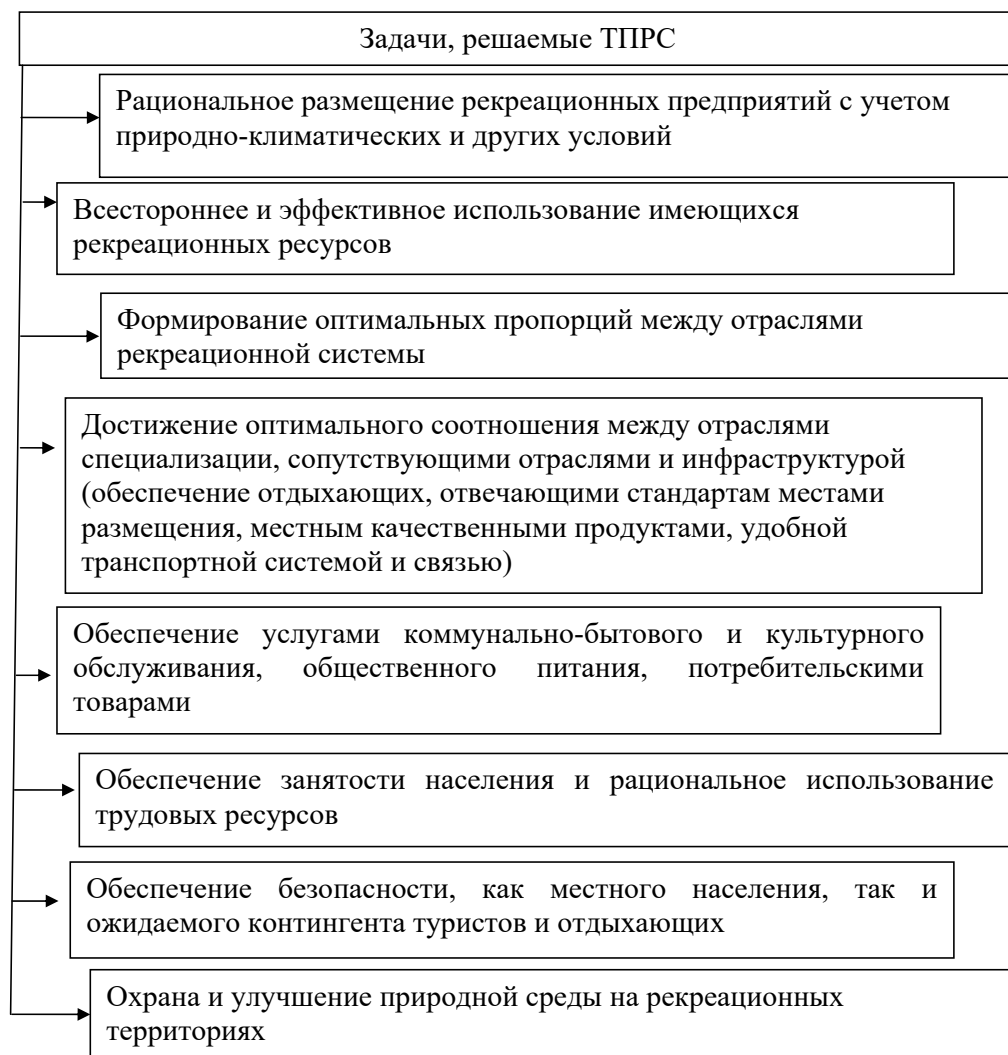 Задачи, решаемые ТПРС
Рациональное размещение рекреационных предприятий с учетом
природно-климатических и других условий
Всестороннее и эффективное использование имеющихся
рекреационных ресурсов
Формирование оптимальных пропорций между отраслями
рекреационной системы
Достижение оптимального соотношения между отраслями
специализации, сопутствующими отраслями и инфраструктурой
(обеспечение отдыхающих, отвечающими стандартам местами
размещения, местным качественными продуктами, удобной
транспортной системой и связью)
Обеспечение услугами коммунально-бытового и культурного
обслуживания, общественного питания, потребительскими
товарами
Обеспечение занятости населения и рациональное использование
трудовых ресурсов
Обеспечение безопасности, как местного населения, так и
ожидаемого контингента туристов и отдыхающих
Охрана и улучшение природной среды на рекреационных
территориях